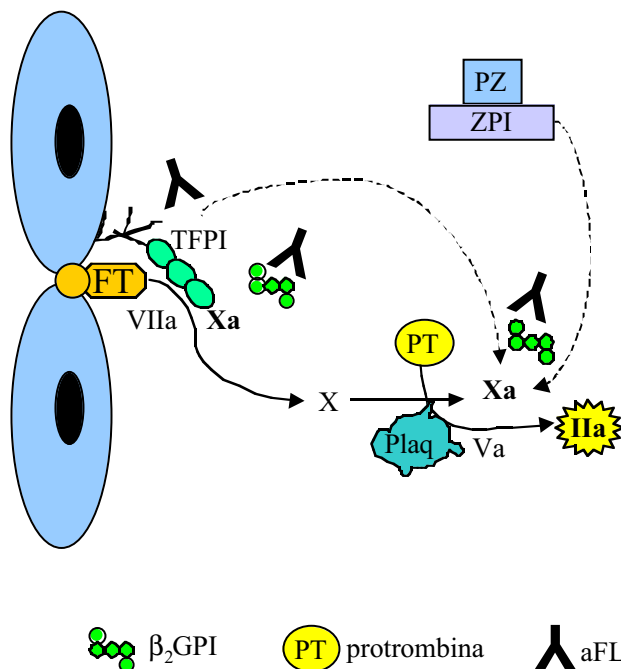 PZ
ZPI
TFPI
FT
VIIa
Xa
PT
X
Xa
Plaq
Va
IIa
β₂GPI
PT protrombina
aFL